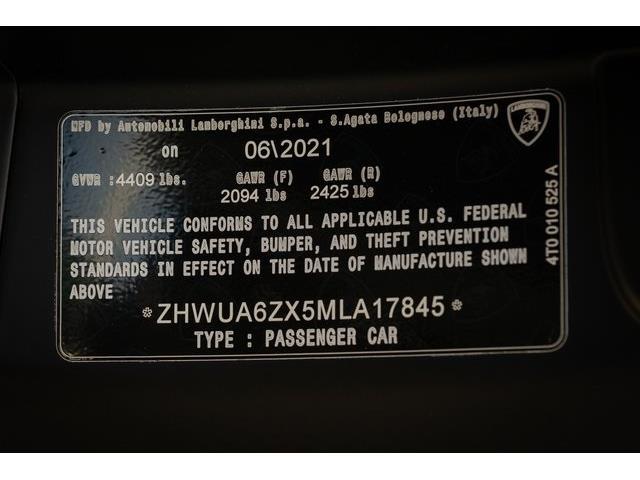 MFD by Automobili Lamborghini S.p.a. - S.Agata Bolognese (Italy)
on 06\2021
GVWR :4409 lbs. GAWR (F) 2094 lbs GAWR (R) 2425 lbs
THIS VEHICLE CONFORMS TO ALL APPLICABLE U.S. FEDERAL
MOTOR VEHICLE SAFETY, BUMPER, AND THEFT PREVENTION
STANDARDS IN EFFECT ON THE DATE OF MANUFACTURE SHOWN
ABOVE
*ZHWUA6ZX5MLA17845*
TYPE : PASSENGER CAR
LAMBORGHINI
4T0 010 525 A